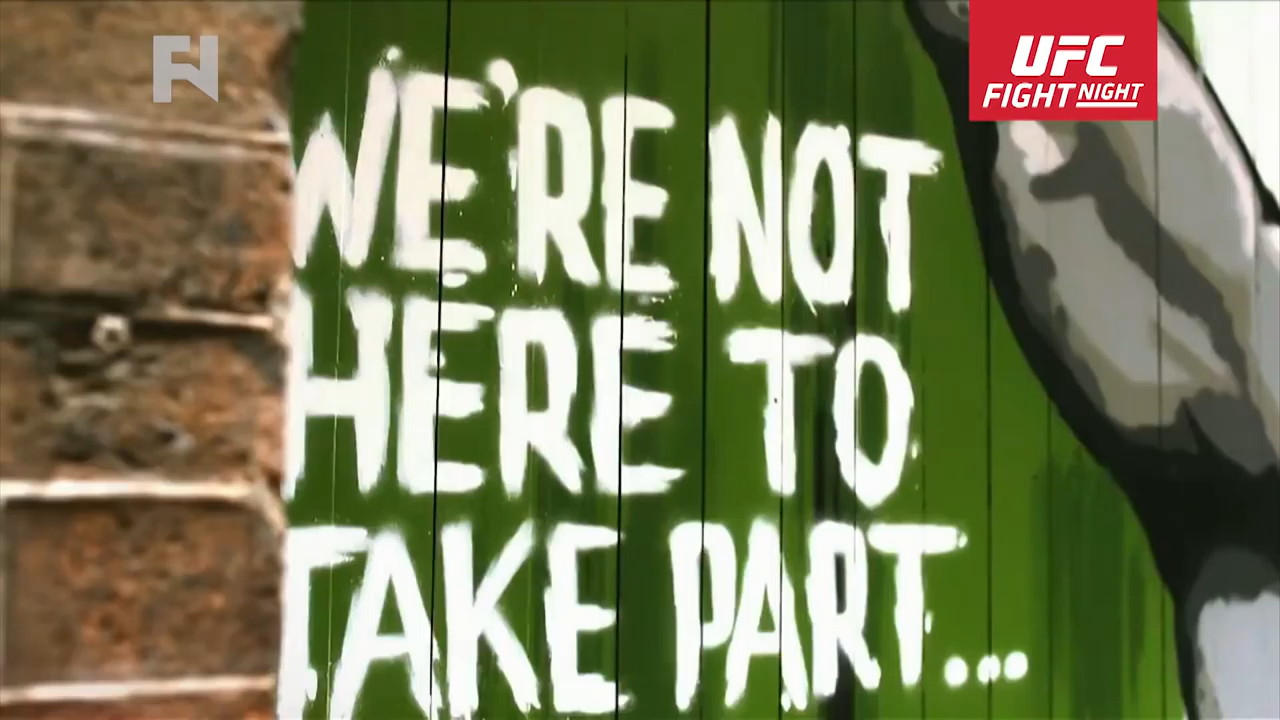 FN
UFC
FIGHT NIGHT
WE'RE NOT
HERE TO
TAKE PART...